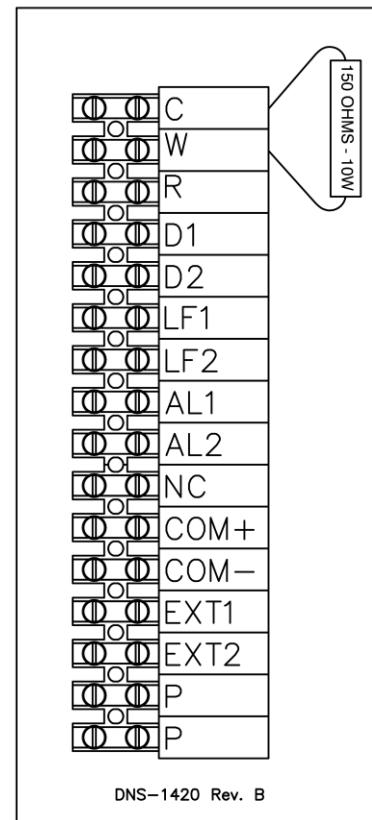 150 OHMS - 10W
C
W
R
D1
D2
LF1
LF2
AL1
AL2
NC
COM+
COM-
EXT1
EXT2
P
P
DNS-1420 Rev. B